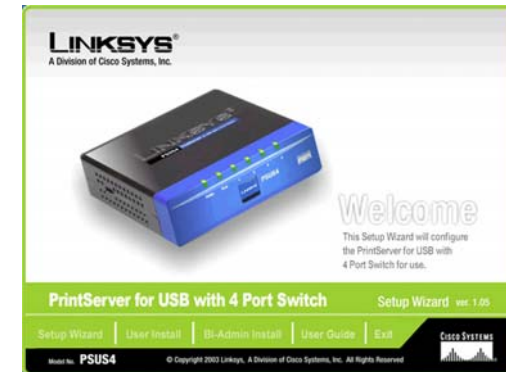 LINKSYS®
A Division of Cisco Systems, Inc.
PSUS4
Welcome
This Setup Wizard will configure
the PrintServer for USB with
4 Port Switch for use.
PrintServer for USB with 4 Port Switch
Setup Wizard ver. 1.05
Setup Wizard
User Install
Bi-Admin Install
User Guide
Exit
CISCO SYSTEMS
Model No. PSUS4
© Copyright 2003 Linksys, A Division of Cisco Systems, Inc. All Rights Reserved